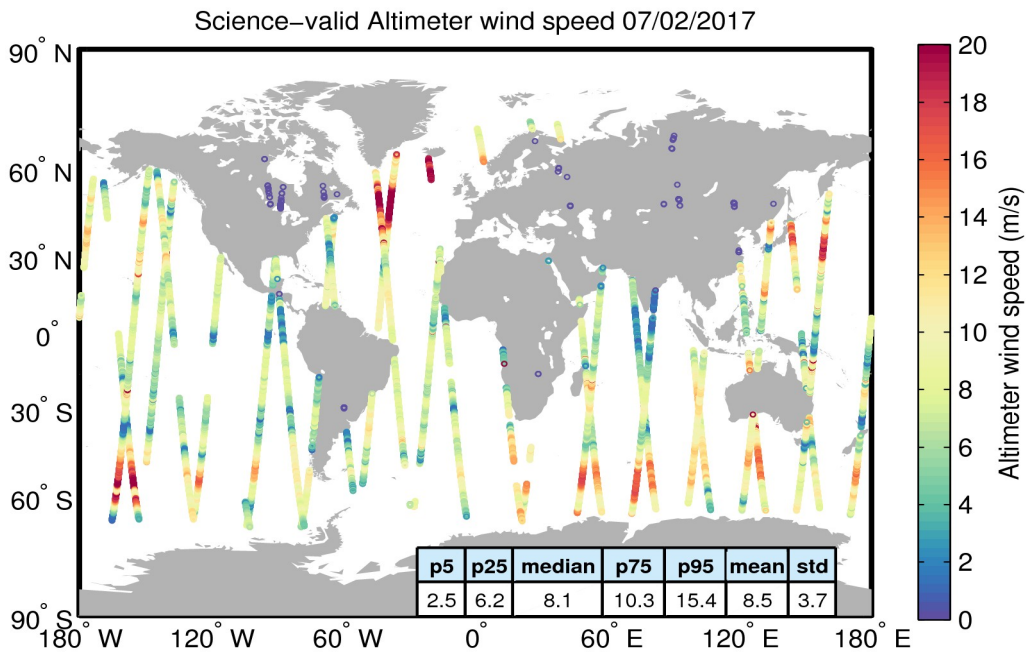 Science−valid Altimeter wind speed 07/02/2017
90° N
60° N
30° N
0°
30° S
60° S
90° S
180° W
120° W
60° W
0°
60° E
120° E
180° E
p5 p25 median p75 p95 mean std
2.5 6.2 8.1 10.3 15.4 8.5 3.7
20
18
16
14
12
10
8
6
4
2
0
Altimeter wind speed (m/s)